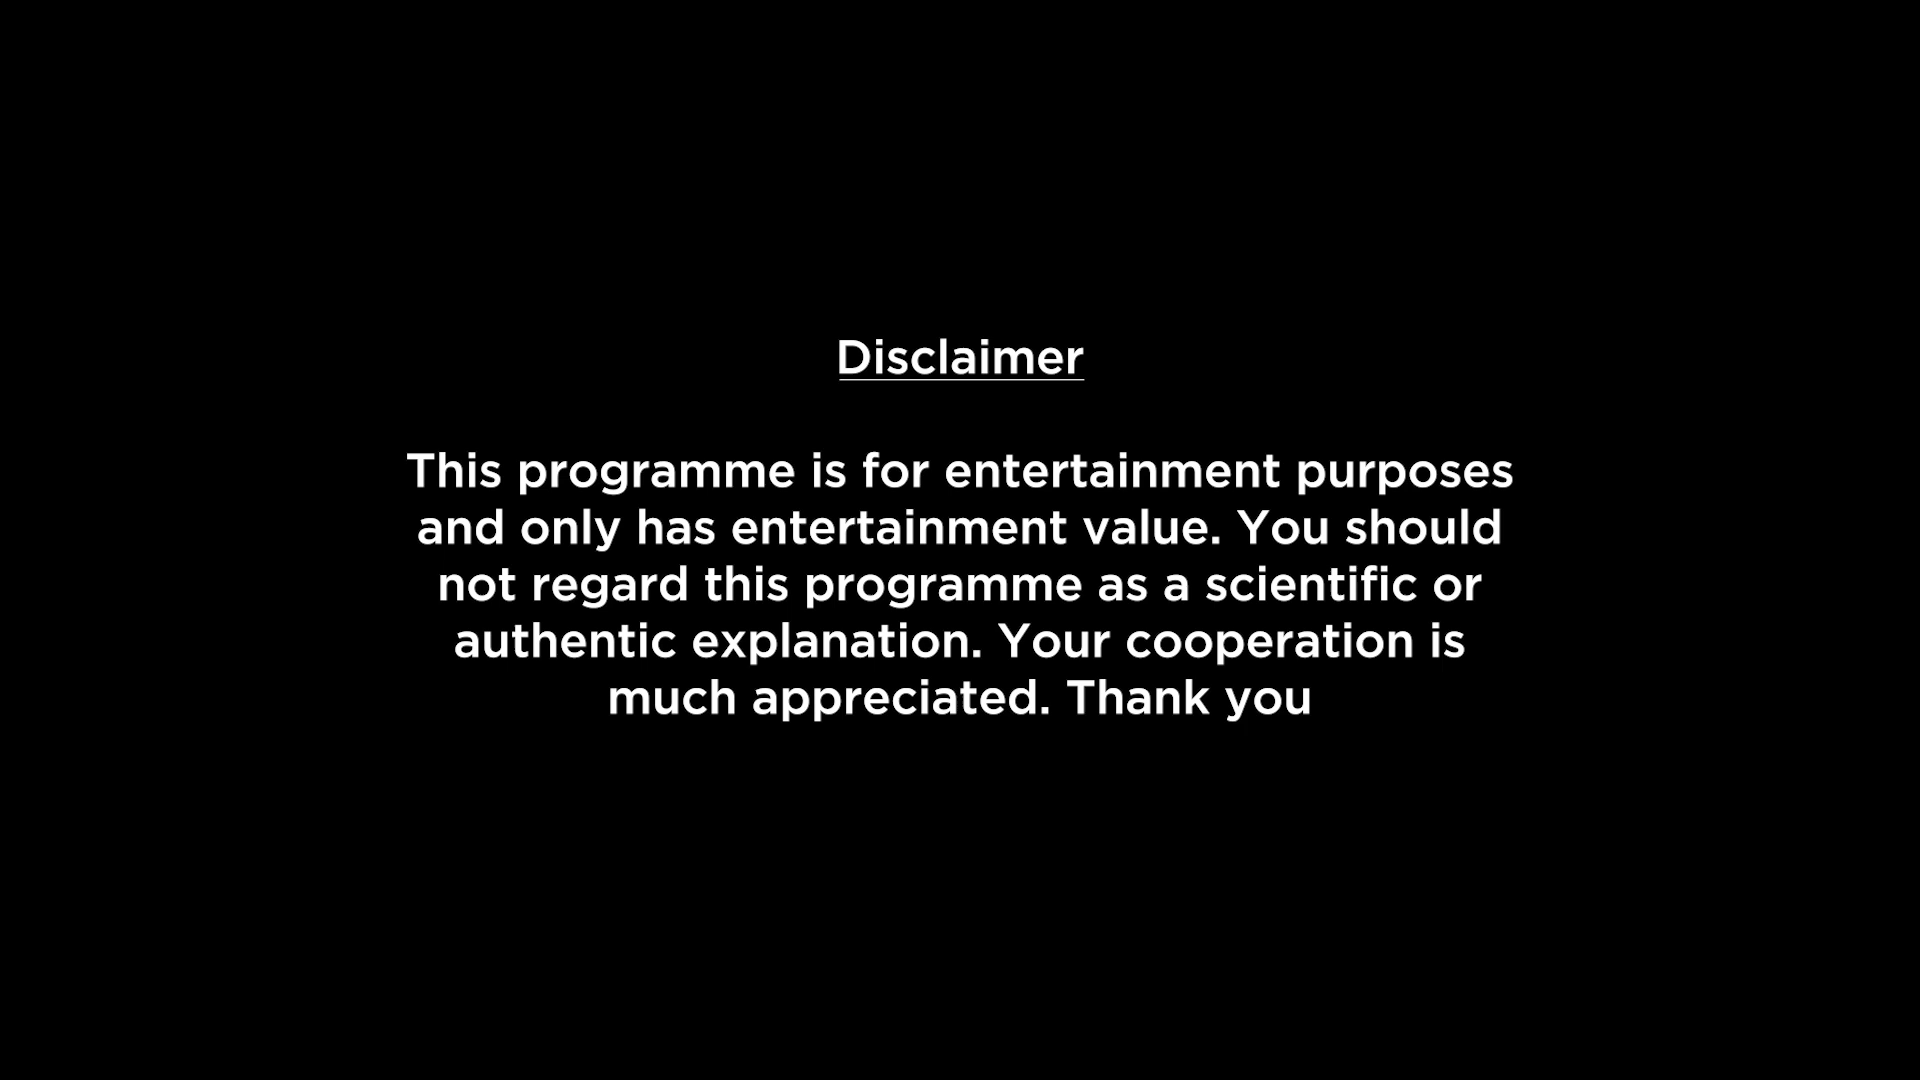 Disclaimer
This programme is for entertainment purposes
and only has entertainment value. You should
not regard this programme as a scientific or
authentic explanation. Your cooperation is
much appreciated. Thank you